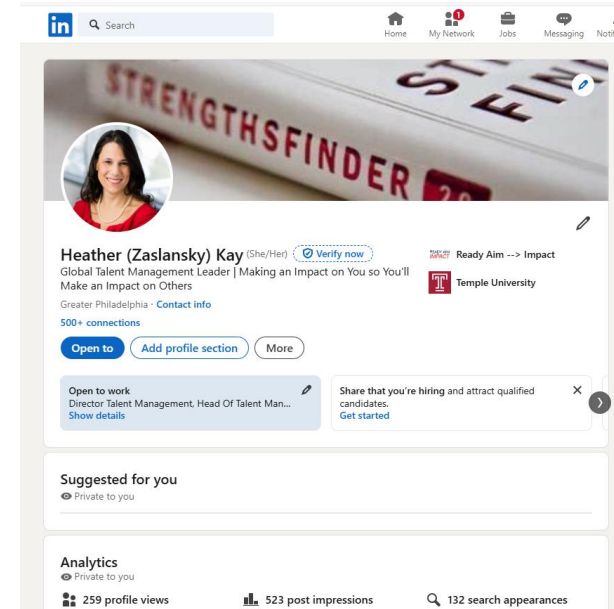 in
Search
1
Home
My Network
Jobs
Messaging
Notif
STRENGTHSFINDER
STRE
FIND
Heather (Zaslansky) Kay (She/Her) Verify now
Global Talent Management Leader | Making an Impact on You so You'll
Make an Impact on Others
Greater Philadelphia · Contact info
500+ connections
Ready Aim --> Impact
Temple University
Open to
Add profile section
More
Open to work
Director Talent Management, Head Of Talent Man...
Show details
Share that you're hiring and attract qualified
candidates.
Get started
Suggested for you
Private to you
Analytics
Private to you
259 profile views
523 post impressions
132 search appearances